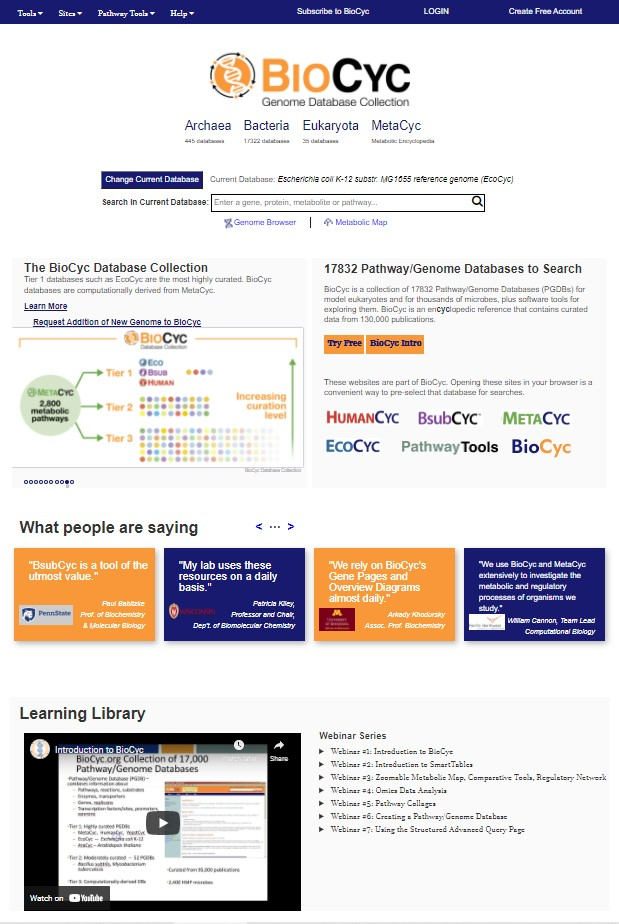 Tools Sites Pathway Tools Help Subscribe to BioCyc LOGIN Create Free Account
BIOCYC
Genome Database Collection
Archaea Bacteria Eukaryota MetaCyc
445 databases 17322 databases 35 databases Metabolic Encyclopedia
Change Current Database Current Database: Escherichia coli K-12 substr. MG1655 reference genome (EcoCyc)
Search in Current Database: Enter a gene, protein, metabolite or pathway...
Genome Browser | Metabolic Map
The BioCyc Database Collection
Tier 1 databases such as EcoCyc are the most highly curated. BioCyc
databases are computationally derived from MetaCyc.
Learn More
Request Addition of New Genome to BioCyc
BIOCYC
Database Collection
METACYC
2,800
metabolic
pathways
Tier 1
ECO
BSUB
HUMAN
Tier 2
Tier 3
Increasing
curation
level
BioCyc Database Collection
17832 Pathway/Genome Databases to Search
BioCyc is a collection of 17832 Pathway/Genome Databases (PGDBs) for
model eukaryotes and for thousands of microbes, plus software tools for
exploring them. BioCyc is an encyclopedic reference that contains curated
data from 130,000 publications.
Try Free BioCyc Intro
These websites are part of BioCyc. Opening these sites in your browser is a
convenient way to pre-select that database for searches.
HUMANCYC BSUBCYC METACYC
ECOCYC PathwayTools BioCyc
What people are saying < ... >
"BsubCyc is a tool of the
utmost value."
Paul Babitzke
Prof. of Biochemistry
& Molecular Biology
PennState
"My lab uses these
resources on a daily
basis."
Patricia Kiley,
Professor and Chair,
Dep't. of Biomolecular Chemistry
WISCONSIN
"We rely on BioCyc's
Gene Pages and
Overview Diagrams
almost daily."
Arkady Khodursky
Assoc. Prof. Biochemistry
"We use BioCyc and MetaCyc
extensively to investigate the
metabolic and regulatory
processes of organisms we
study."
William Cannon, Team Lead
Computational Biology
Pacific Northwest
Learning Library
Introduction to BioCyc
Share
BioCyc.org Collection of 17,000
Pathway/Genome Databases
Pathway/Genome Database (PGDB) –
combines information about
Pathways, reactions, substrates
Enzymes, transporters
Genes, replicons
Transcription factors/sites, promoters,
operons
Tier 1: Highly curated PGDBs
MetaCyc, HumanCyc, YeastCyc
EcoCyc – Escherichia coli K-12
AraCyc – Arabidopsis thaliana
Tier 2: Moderately curated – 52 PGDBs
Bacillus subtilis, Mycobacterium
tuberculosis
Tier 3: Computationally-derived DBs
Curated from 89,000 publications
2,400 HMP microbes
Watch on YouTube
Webinar Series
Webinar #1: Introduction to BioCyc
Webinar #2: Introduction to SmartTables
Webinar #3: Zoomable Metabolic Map, Comparative Tools, Regulatory Network
Webinar #4: Omics Data Analysis
Webinar #5: Pathway Collages
Webinar #6: Creating a Pathway/Genome Database
Webinar #7: Using the Structured Advanced Query Page